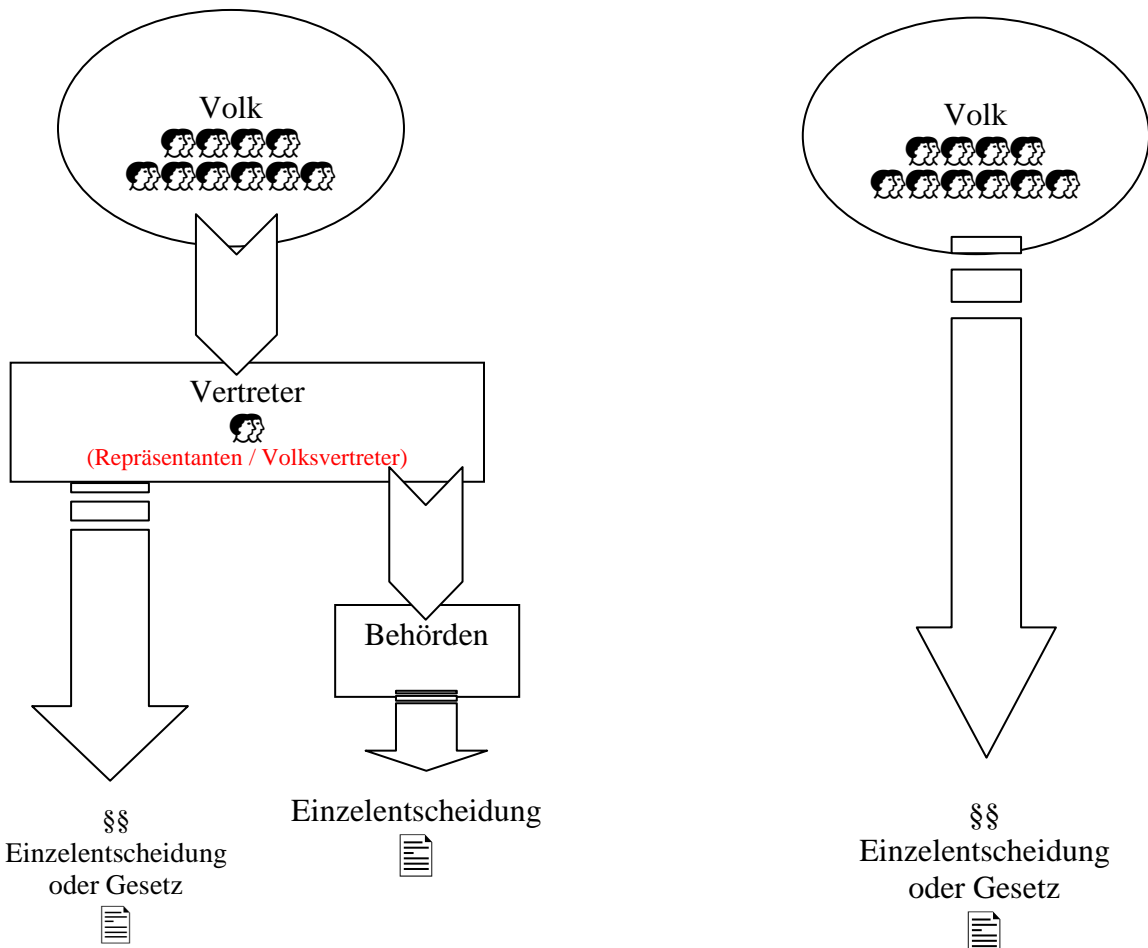 Volk
Vertreter
(Repräsentanten / Volksvertreter)
Behörden
§§
Einzelentscheidung
oder Gesetz
Einzelentscheidung
Volk
§§
Einzelentscheidung
oder Gesetz